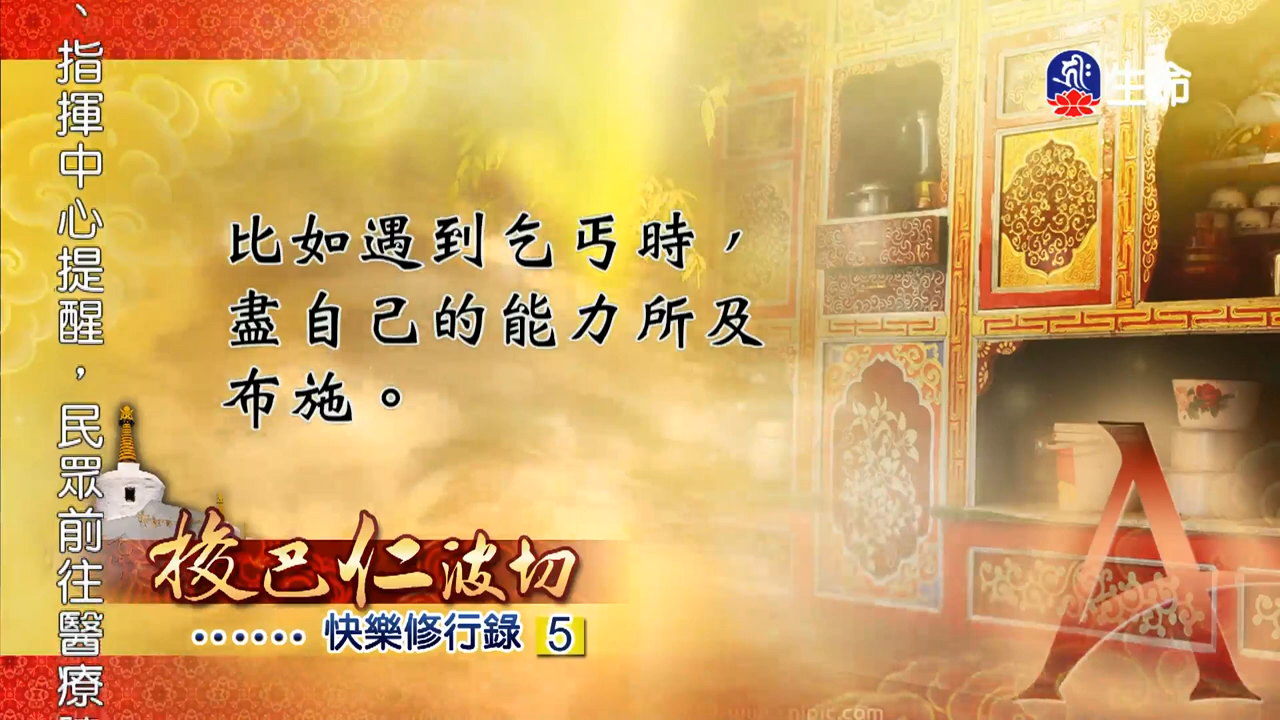 、指揮中心提醒，民眾前往醫療
生命
比如遇到乞丐時，
盡自己的能力所及
布施。
梭巴仁波切
……快樂修行錄 5
A
nipic.com